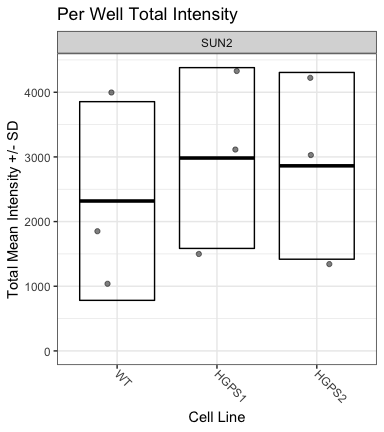 Per Well Total Intensity
SUN2
Total Mean Intensity +/- SD
4000
3000
2000
1000
0
WT
HGPS1
HGPS2
Cell Line